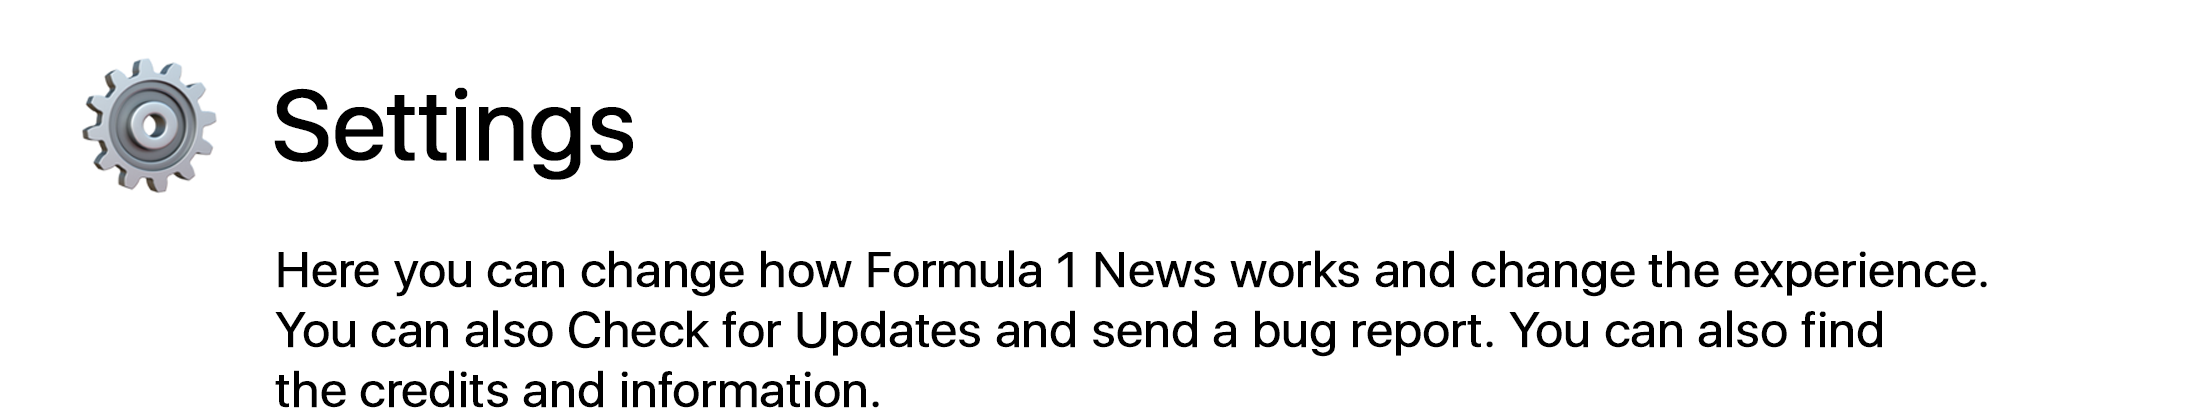 Settings
Here you can change how Formula 1 News works and change the experience.
You can also Check for Updates and send a bug report. You can also find
the credits and information.